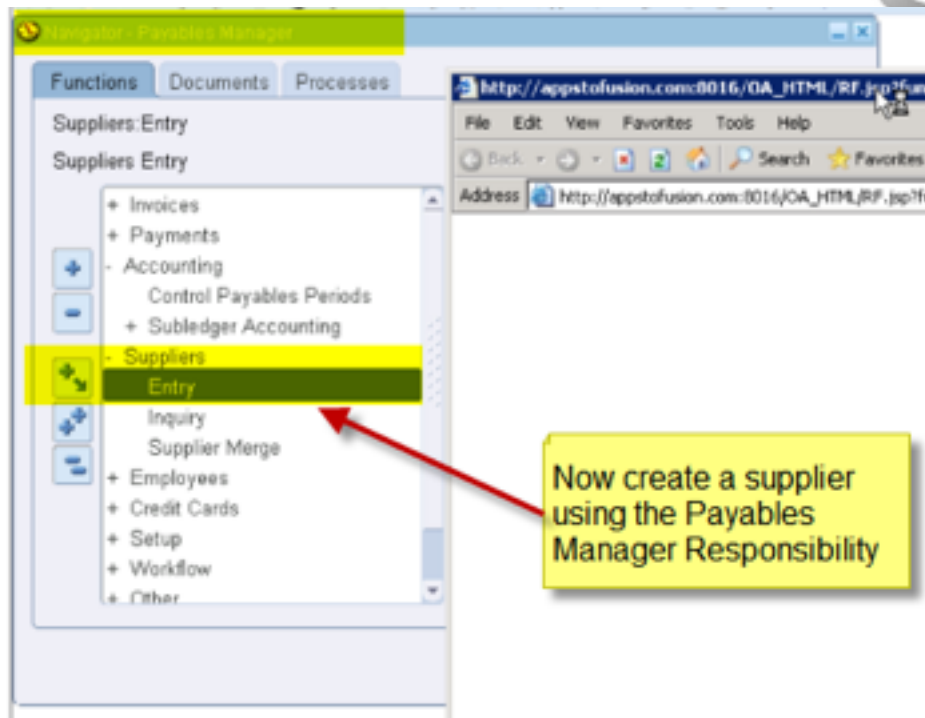 Navigator - Payables Manager
Functions Documents Processes
Suppliers:Entry
Suppliers Entry
+ Invoices
+ Payments
- Accounting
Control Payables Periods
+ Subledger Accounting
- Suppliers
Entry
Inquiry
Supplier Merge
+ Employees
+ Credit Cards
+ Setup
+ Workflow
+ Other
http://appstofusion.com:8016/OA_HTML/RF.jsp?fun
File Edit View Favorites Tools Help
Back Search Favorites
Address http://appstofusion.com:8016/OA_HTML/RF.jsp?f
Now create a supplier
using the Payables
Manager Responsibility